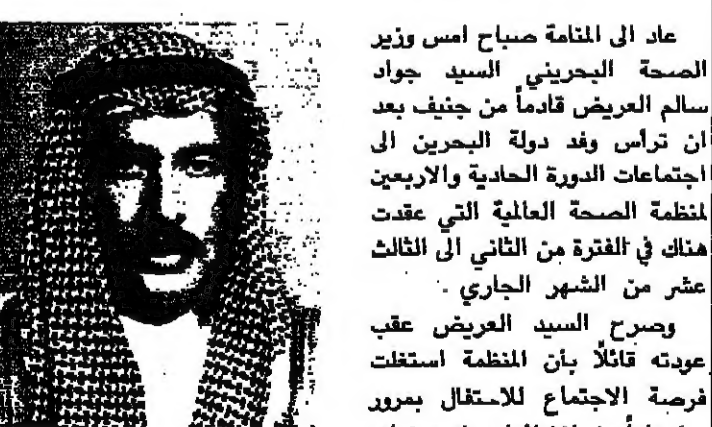 عاد الى المنامة صباح امس وزير
الصحة البحريني السيد جواد
سالم العريض قادماً من جنيف بعد
ان ترأس وفد دولة البحرين الى
اجتماعات الدورة الحادية والاربعين
لمنظمة الصحة العالمية التي عقدت
هناك في الفترة من الثاني الى الثالث
عشر من الشهر الجاري .
وصرح السيد العريض عقب
عودته قائلاً بأن المنظمة استغلت
فرصة الاجتماع للاحتفال بمرور